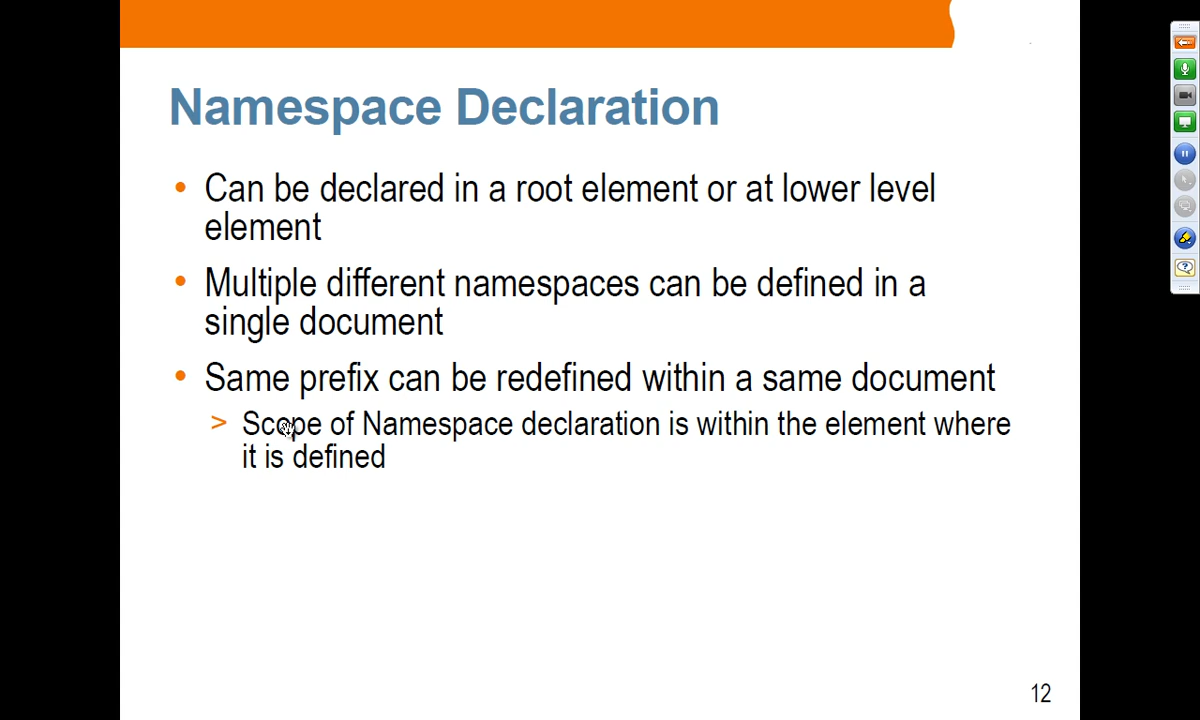 Namespace Declaration
• Can be declared in a root element or at lower level
element
• Multiple different namespaces can be defined in a
single document
• Same prefix can be redefined within a same document
> Scope of Namespace declaration is within the element where
it is defined
12